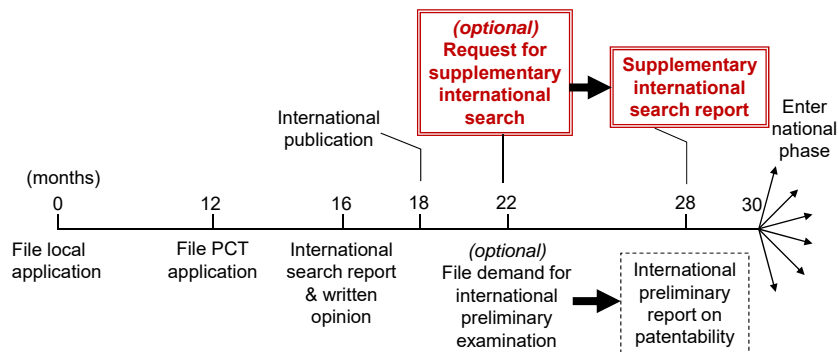 (optional)
Request for
supplementary
international
search
Supplementary
international
search report
International
publication
Enter
national
phase
(months)
0
12
16
18
22
28
30
File local
application
File PCT
application
International
search report
& written
opinion
(optional)
File demand for
international
preliminary
examination
International
preliminary
report on
patentability